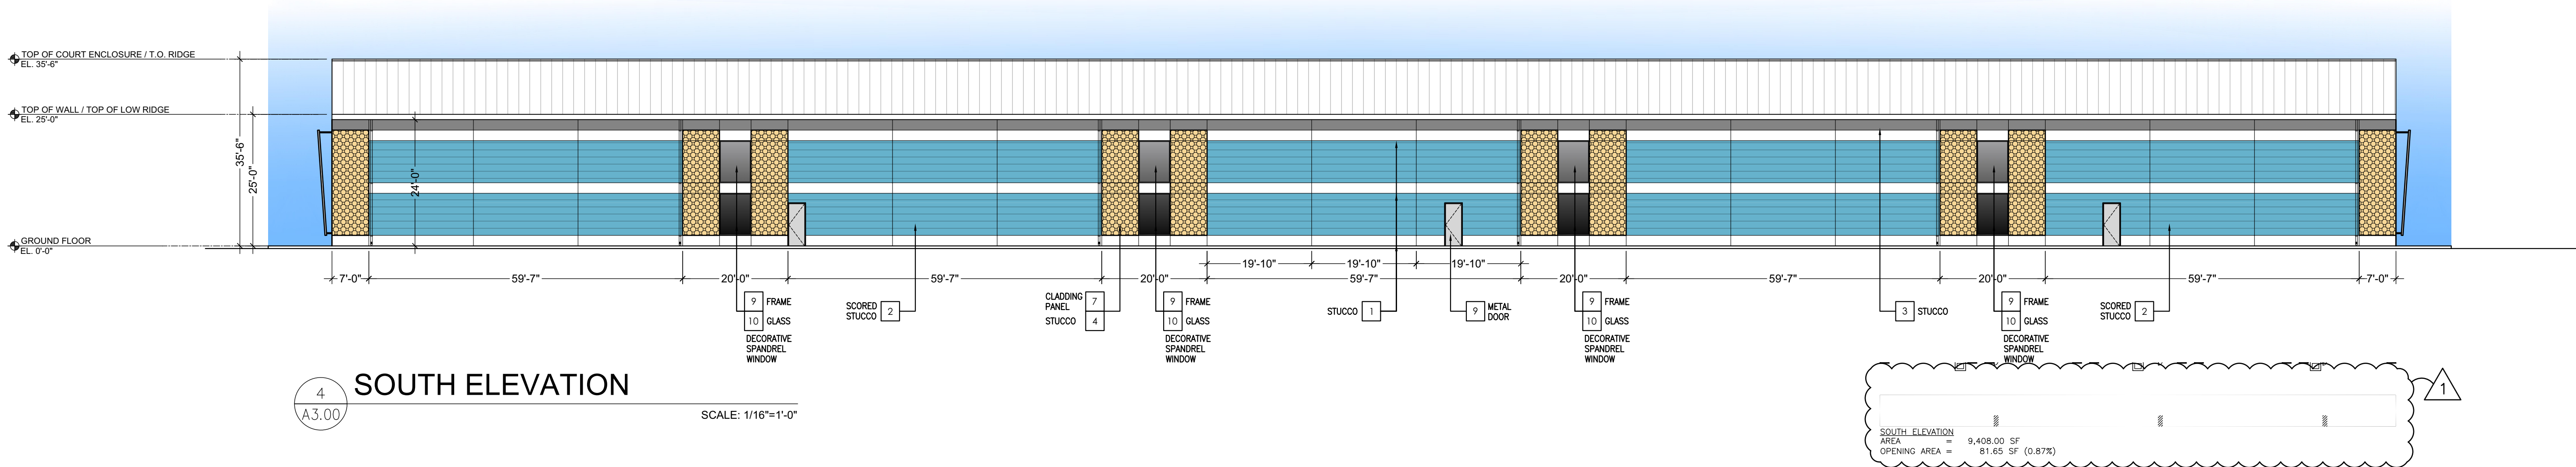 TOP OF COURT ENCLOSURE / T.O. RIDGE
EL. 35'-6"
TOP OF WALL / TOP OF LOW RIDGE
EL. 25'-0"
GROUND FLOOR
EL. 0'-0"
35'-6"
25'-0"
24'-0"
19'-10" 19'-10" 19'-10"
7'-0" 59'-7" 20'-0" 59'-7" 20'-0" 59'-7" 20'-0" 59'-7" 20'-0" 59'-7" 7'-0"
9 FRAME
10 GLASS
DECORATIVE
SPANDREL
WINDOW
SCORED
STUCCO 2
CLADDING
PANEL 7
STUCCO 4
9 FRAME
10 GLASS
DECORATIVE
SPANDREL
WINDOW
STUCCO 1
9 METAL
DOOR
9 FRAME
10 GLASS
DECORATIVE
SPANDREL
WINDOW
3 STUCCO
9 FRAME
10 GLASS
DECORATIVE
SPANDREL
WINDOW
SCORED
STUCCO 2
4
A3.00
SOUTH ELEVATION
SCALE: 1/16"=1'-0"
1
SOUTH ELEVATION
AREA = 9,408.00 SF
OPENING AREA = 81.65 SF (0.87%)